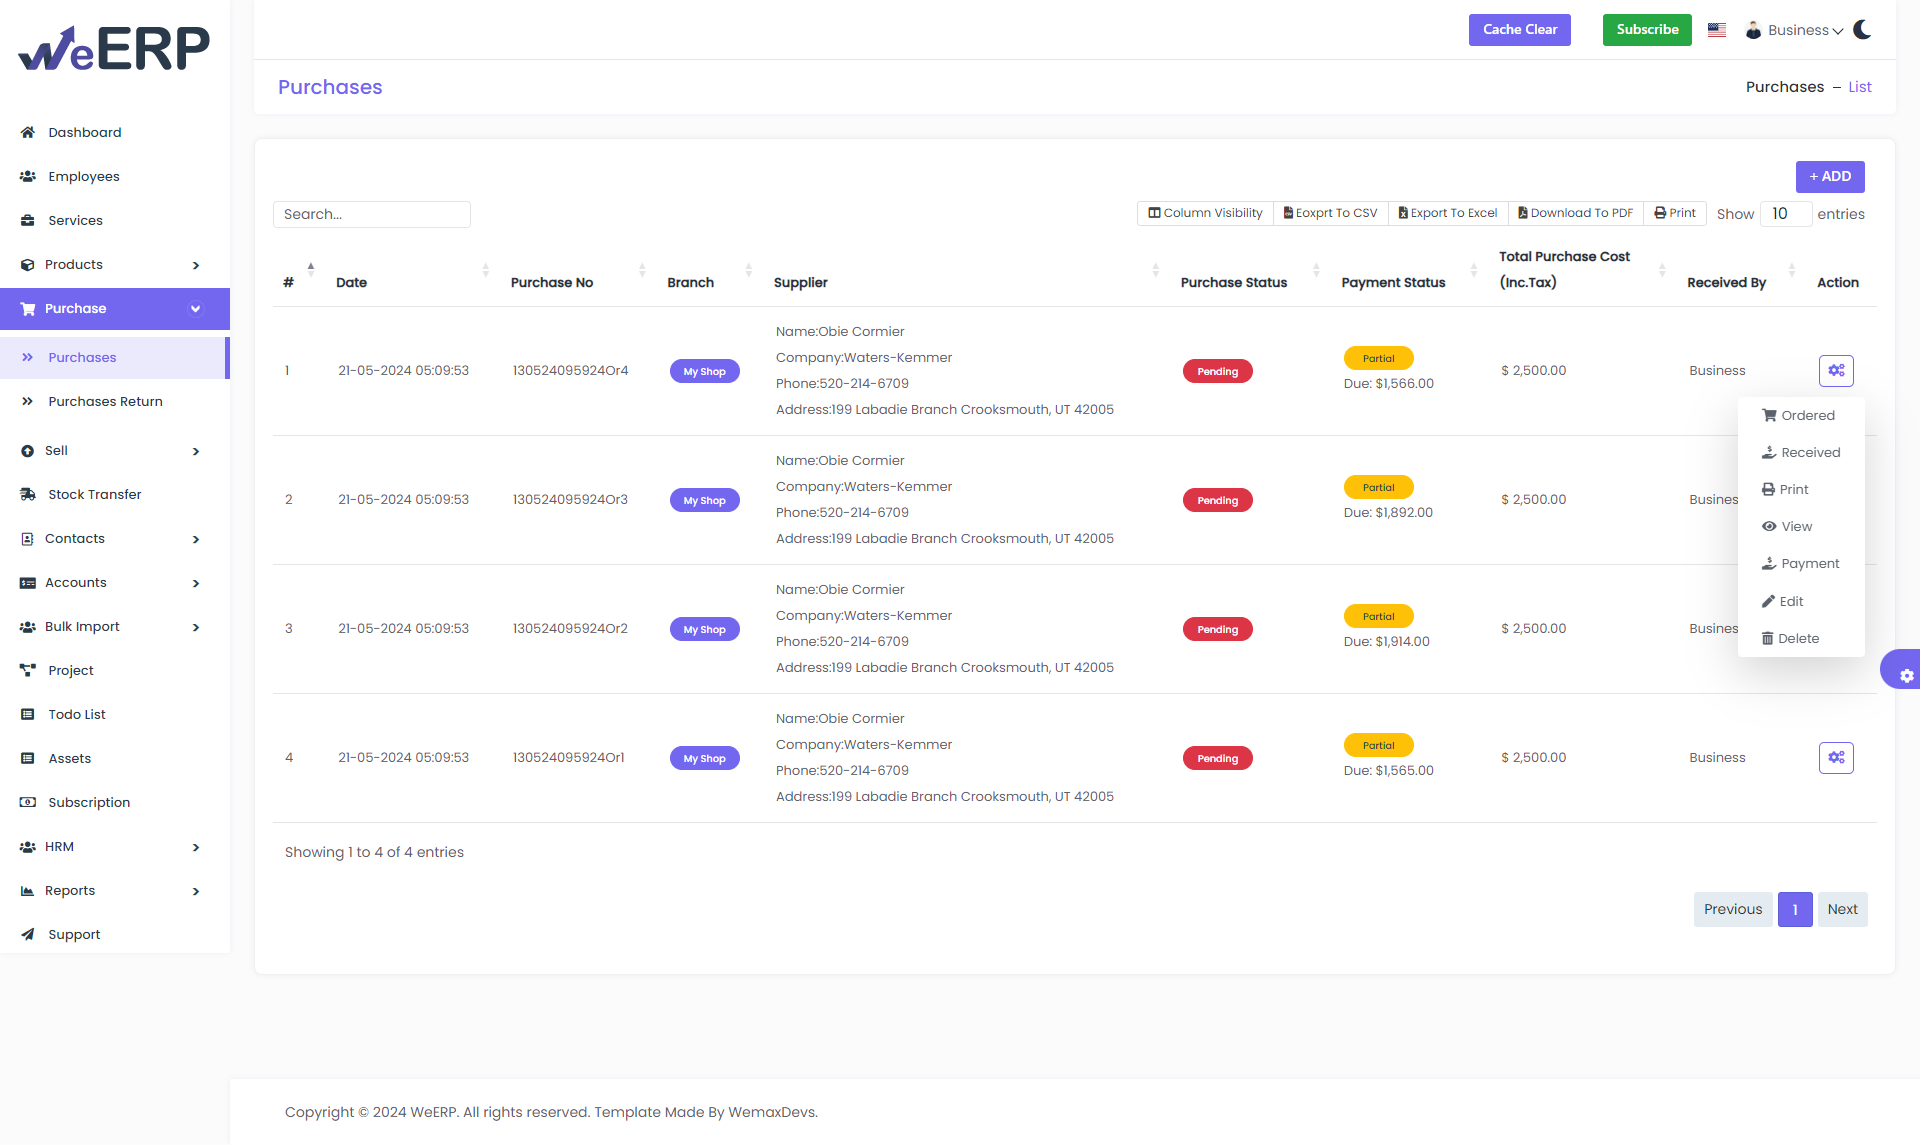 WeERP
Cache Clear
Subscribe
Business
Purchases
Purchases – List
Dashboard
Employees
Services
Products
Purchase
Purchases
Purchases Return
Sell
Stock Transfer
Contacts
Accounts
Bulk Import
Project
Todo List
Assets
Subscription
HRM
Reports
Support
+ ADD
Search...
Column Visibility
Eoxprt To CSV
Export To Excel
Download To PDF
Print
Show 10 entries
# Date Purchase No Branch Supplier Purchase Status Payment Status Total Purchase Cost (Inc.Tax) Received By Action
1 21-05-2024 05:09:53 130524095924Or4 My Shop
Name:Obie Cormier
Company:Waters-Kemmer
Phone:520-214-6709
Address:199 Labadie Branch Crooksmouth, UT 42005
Pending
Partial
Due: $1,566.00
$ 2,500.00
Business
2 21-05-2024 05:09:53 130524095924Or3 My Shop
Name:Obie Cormier
Company:Waters-Kemmer
Phone:520-214-6709
Address:199 Labadie Branch Crooksmouth, UT 42005
Pending
Partial
Due: $1,892.00
$ 2,500.00
Busines
3 21-05-2024 05:09:53 130524095924Or2 My Shop
Name:Obie Cormier
Company:Waters-Kemmer
Phone:520-214-6709
Address:199 Labadie Branch Crooksmouth, UT 42005
Pending
Partial
Due: $1,914.00
$ 2,500.00
Busines
4 21-05-2024 05:09:53 130524095924Or1 My Shop
Name:Obie Cormier
Company:Waters-Kemmer
Phone:520-214-6709
Address:199 Labadie Branch Crooksmouth, UT 42005
Pending
Partial
Due: $1,565.00
$ 2,500.00
Business
Ordered
Received
Print
View
Payment
Edit
Delete
Showing 1 to 4 of 4 entries
Previous 1 Next
Copyright © 2024 WeERP. All rights reserved. Template Made By WemaxDevs.